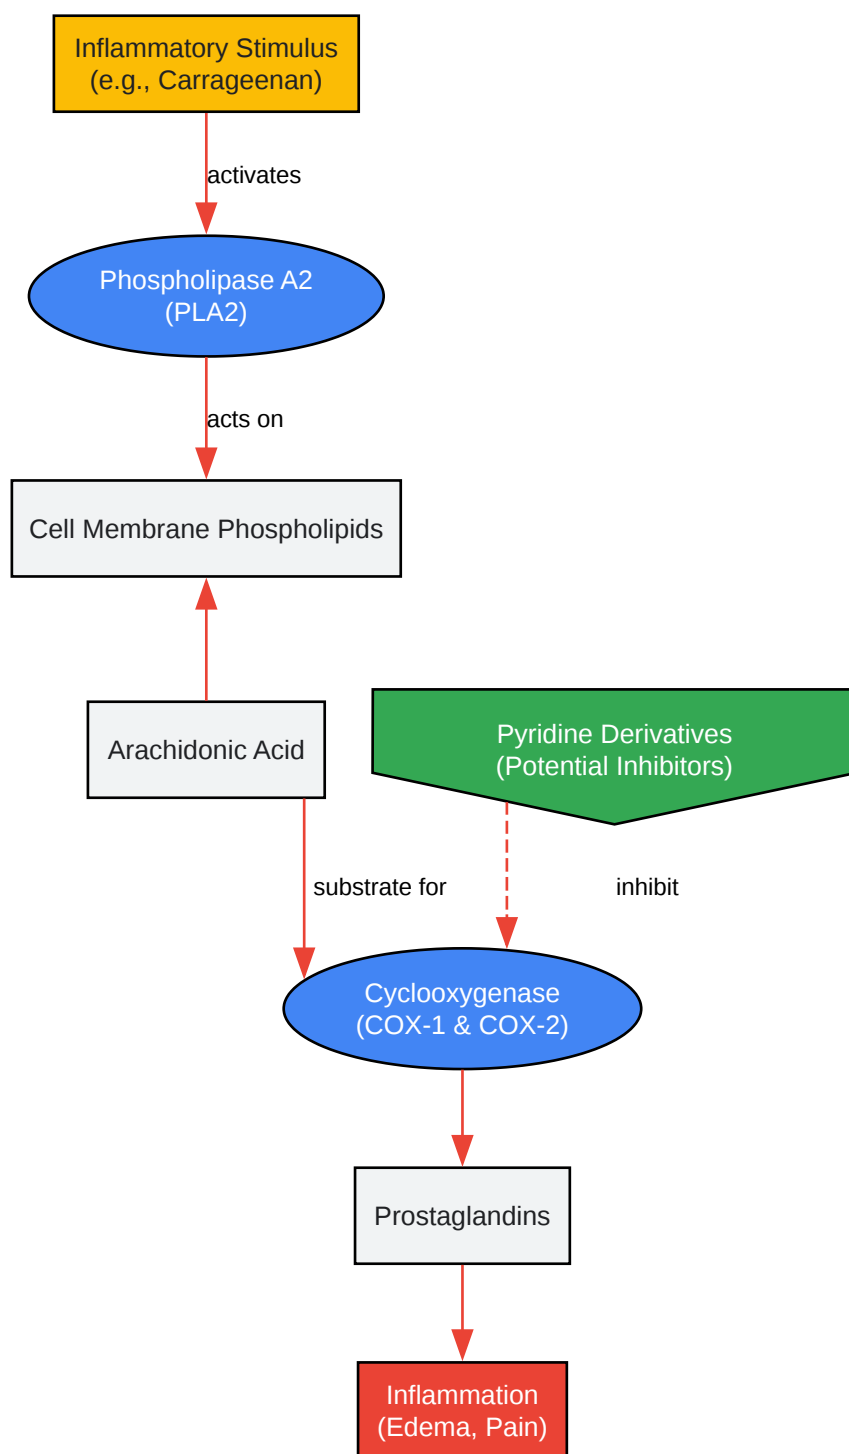 Inflammatory Stimulus
(e.g., Carrageenan)
activates
Phospholipase A2
(PLA2)
acts on
Cell Membrane Phospholipids
Arachidonic Acid
Pyridine Derivatives
(Potential Inhibitors)
substrate for
inhibit
Cyclooxygenase
(COX-1 & COX-2)
Prostaglandins
Inflammation
(Edema, Pain)